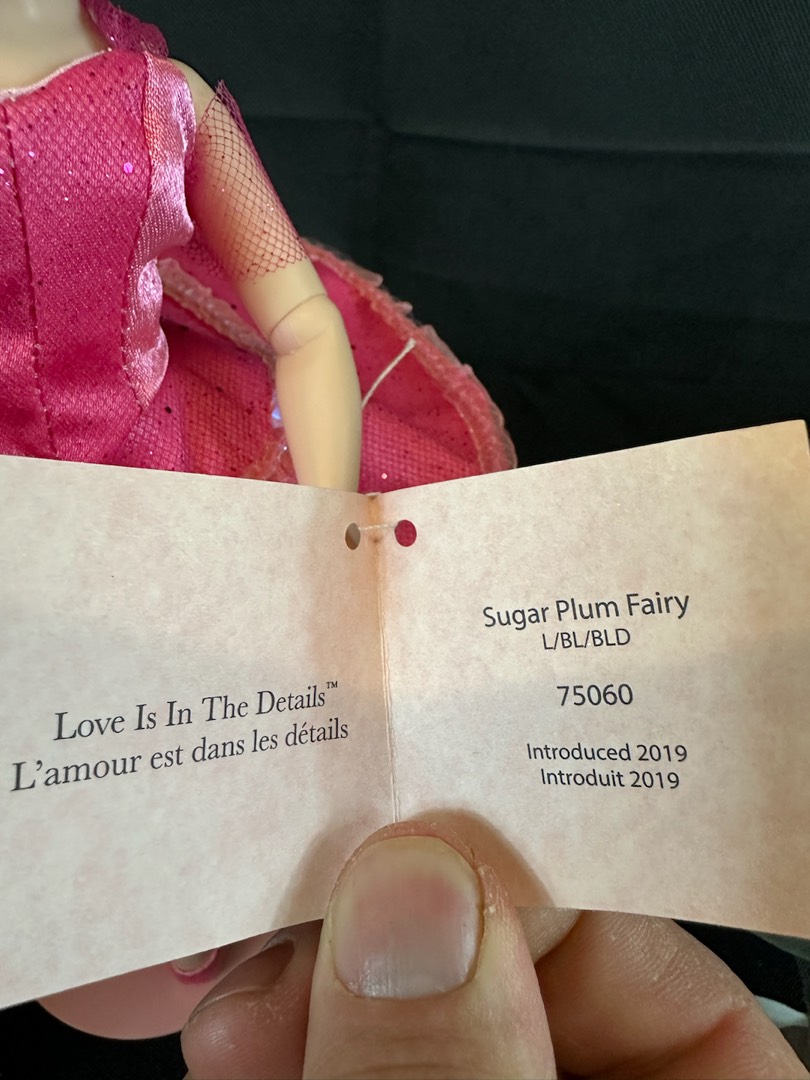 Love Is In The Details™
L'amour est dans les détails
Sugar Plum Fairy
L/BL/BLD
75060
Introduced 2019
Introduit 2019